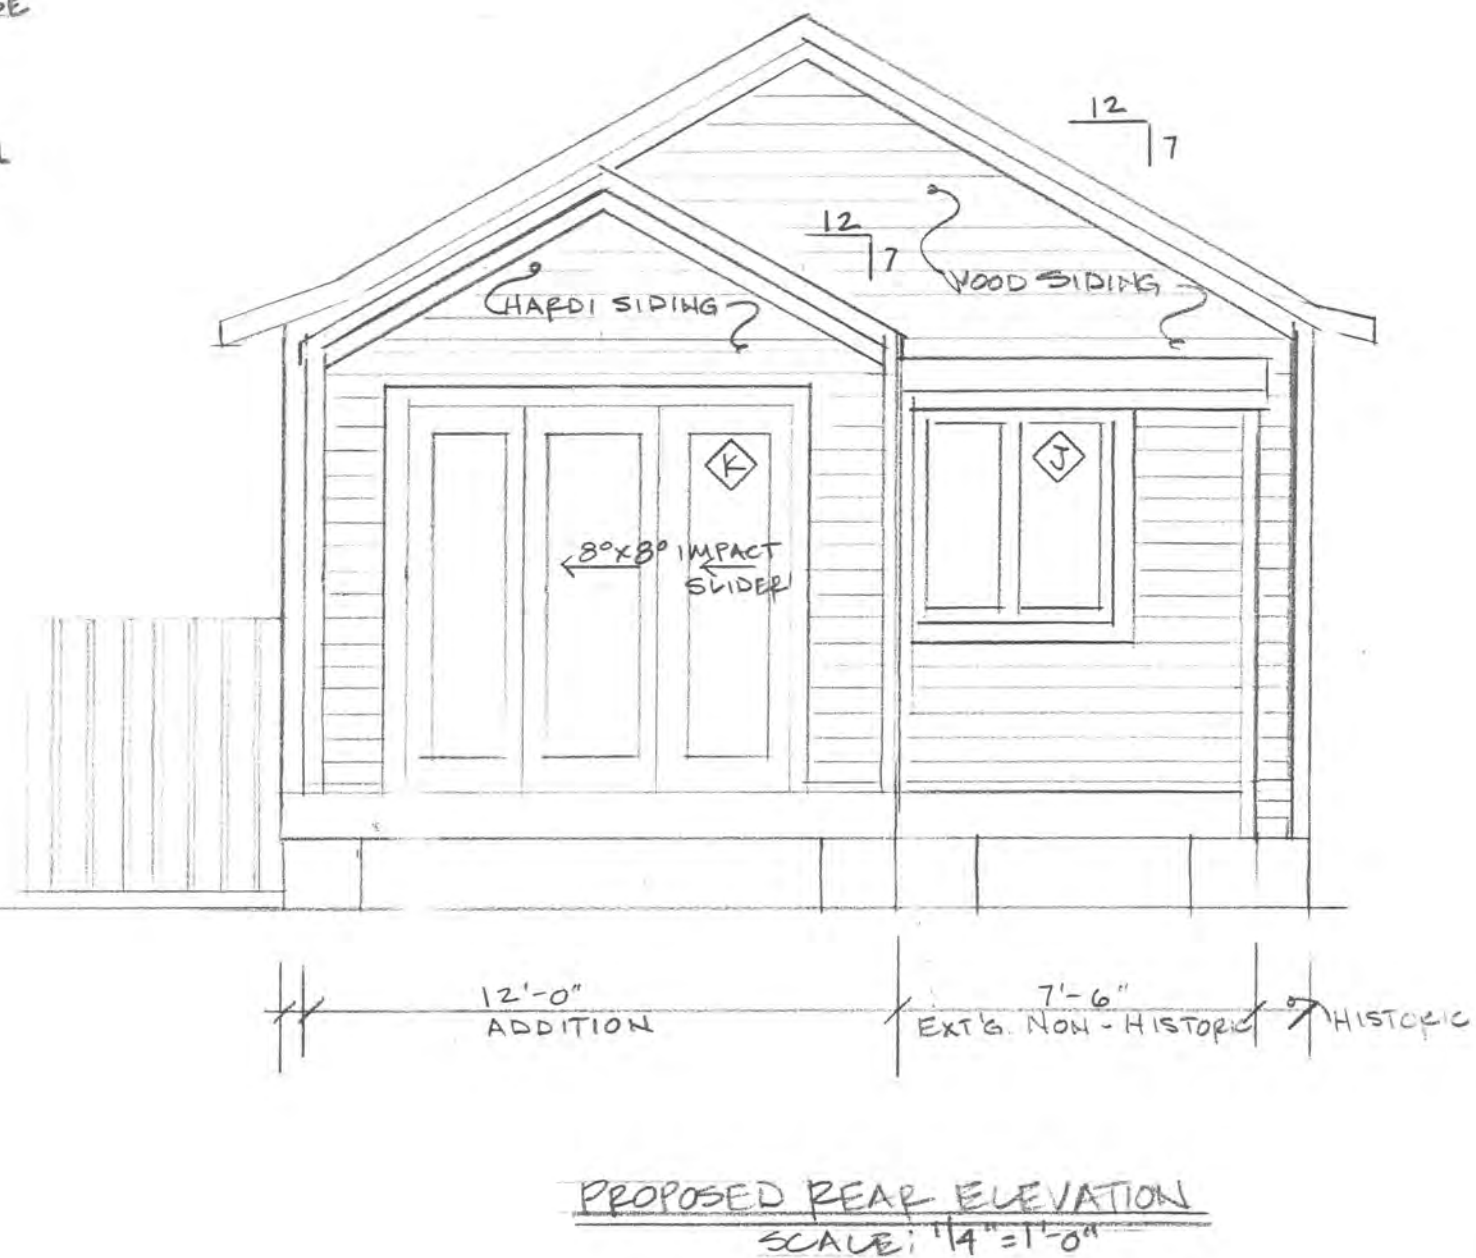 12
7
12
7
WOOD SIDING
HARDI SIDING
K
J
8⁰x8⁰ IMPACT
SLIDER
12'-0"
ADDITION
7'-6"
EXT'G. NON-HISTORIC
HISTORIC
PROPOSED REAR ELEVATION
SCALE: 1/4"=1'-0"